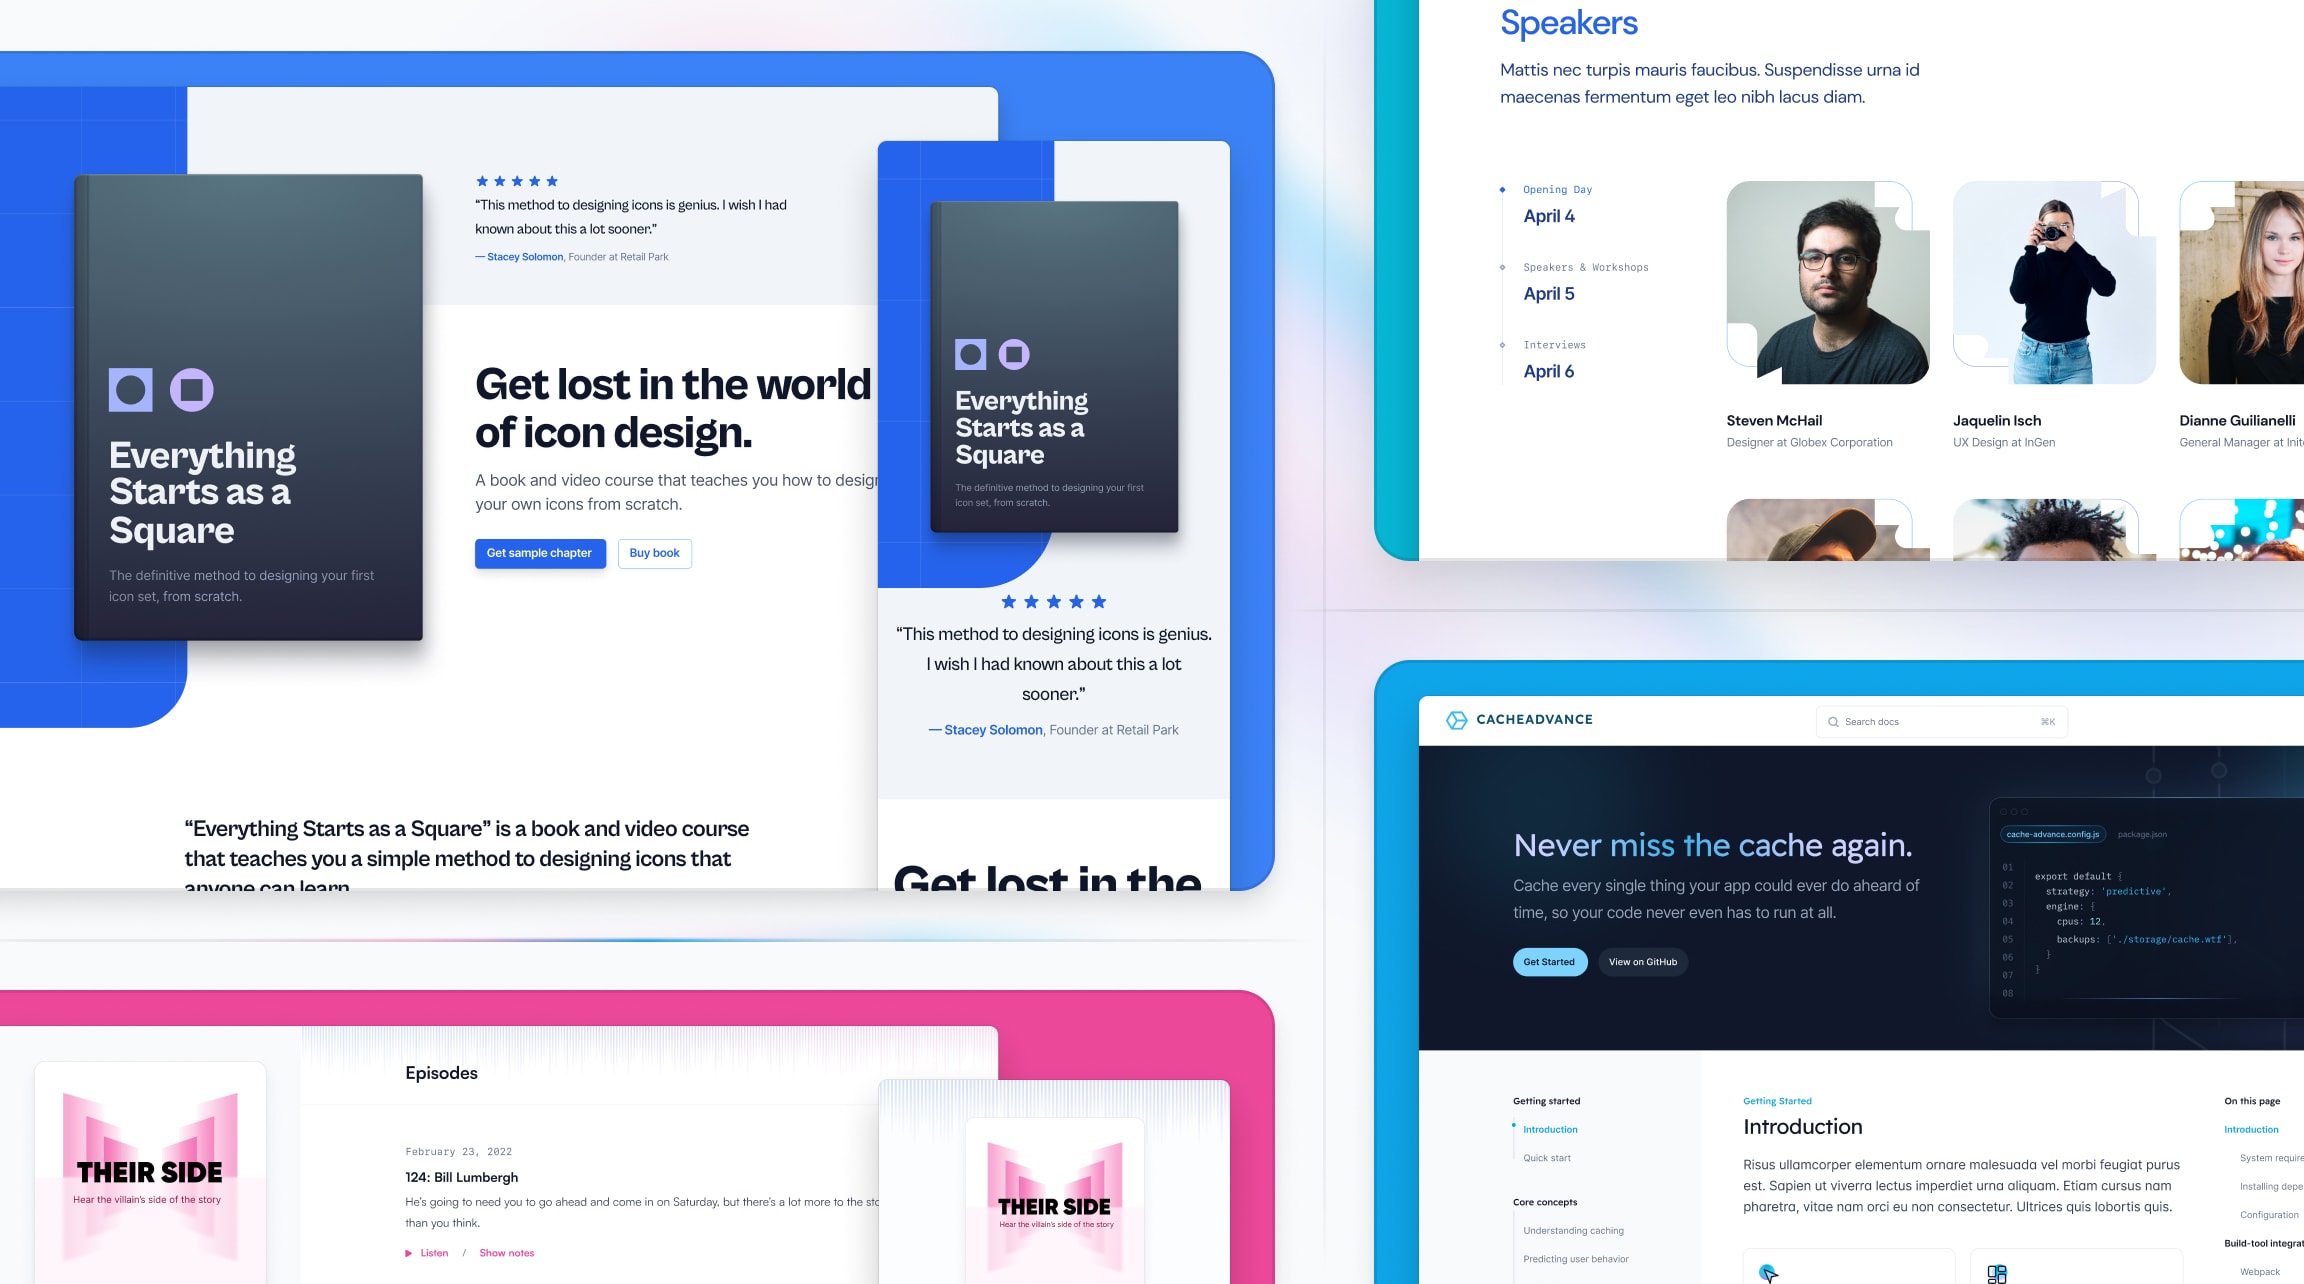 ★★★★★
“This method to designing icons is genius. I wish I had
known about this a lot sooner.”
— Stacey Solomon, Founder at Retail Park
Everything
Starts as a
Square
The definitive method to designing your first
icon set, from scratch.
Get lost in the world
of icon design.
A book and video course that teaches you how to design
your own icons from scratch.
Get sample chapter
Buy book
“Everything Starts as a Square” is a book and video course
that teaches you a simple method to designing icons that
anyone can learn
Everything
Starts as a
Square
The definitive method to designing your first
icon set, from scratch.
★★★★★
“This method to designing icons is genius.
I wish I had known about this a lot
sooner.”
— Stacey Solomon, Founder at Retail Park
Get lost in the
Speakers
Mattis nec turpis mauris faucibus. Suspendisse urna id
maecenas fermentum eget leo nibh lacus diam.
Opening Day
April 4
Speakers & Workshops
April 5
Interviews
April 6
Steven McHail
Designer at Globex Corporation
Jaquelin Isch
UX Design at InGen
Dianne Guilianelli
General Manager at
THEIR SIDE
Hear the villain’s side of the story
Episodes
February 23, 2022
124: Bill Lumbergh
He’s going to need you to go ahead and come in on Saturday, but there’s a lot more to the
than you think.
Listen / Show notes
THEIR SIDE
Hear the villain’s side of the story
CACHEADVANCE
Search docs
⌘K
Never miss the cache again.
Cache every single thing your app could ever do aheard of
time, so your code never even has to run at all.
Get Started
View on GitHub
cache-advance.config.js
package.json
01
02
03
04
05
06
07
08
export default {
strategy: 'predictive',
engine: {
cpus: 12,
backups: ['./storage/cache.wtf'],
}
}
Getting started
Introduction
Quick start
Core concepts
Understanding caching
Predicting user behavior
Getting Started
Introduction
Risus ullamcorper elementum ornare malesuada vel morbi feugiat purus
est. Sapien ut viverra lectus imperdiet urna aliquam. Etiam cursus nam
pharetra, vitae nam orci eu non consectetur. Ultrices quis lobortis quis.
On this page
Introduction
System
Installing
Configuration
Build-tool
Webpack